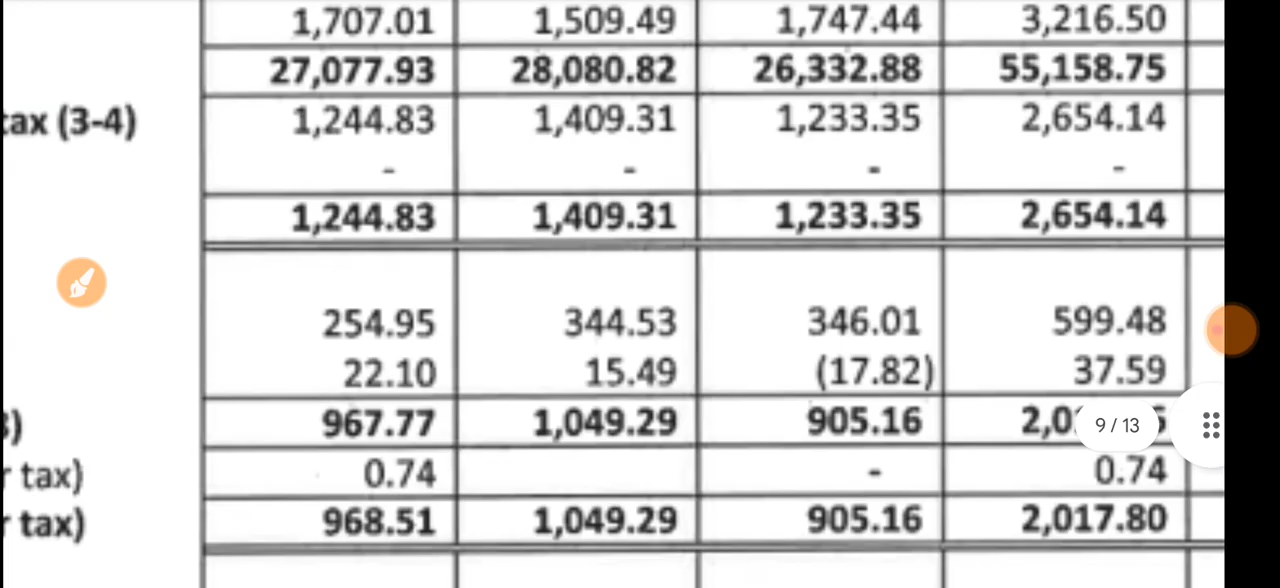 1,707.01 1,509.49 1,747.44 3,216.50
27,077.93 28,080.82 26,332.88 55,158.75
tax (3-4) 1,244.83 1,409.31 1,233.35 2,654.14
- - - -
1,244.83 1,409.31 1,233.35 2,654.14
254.95 344.53 346.01 599.48
22.10 15.49 (17.82) 37.59
) 967.77 1,049.29 905.16
9 / 13
r tax) 0.74 - 0.74
r tax) 968.51 1,049.29 905.16 2,017.80